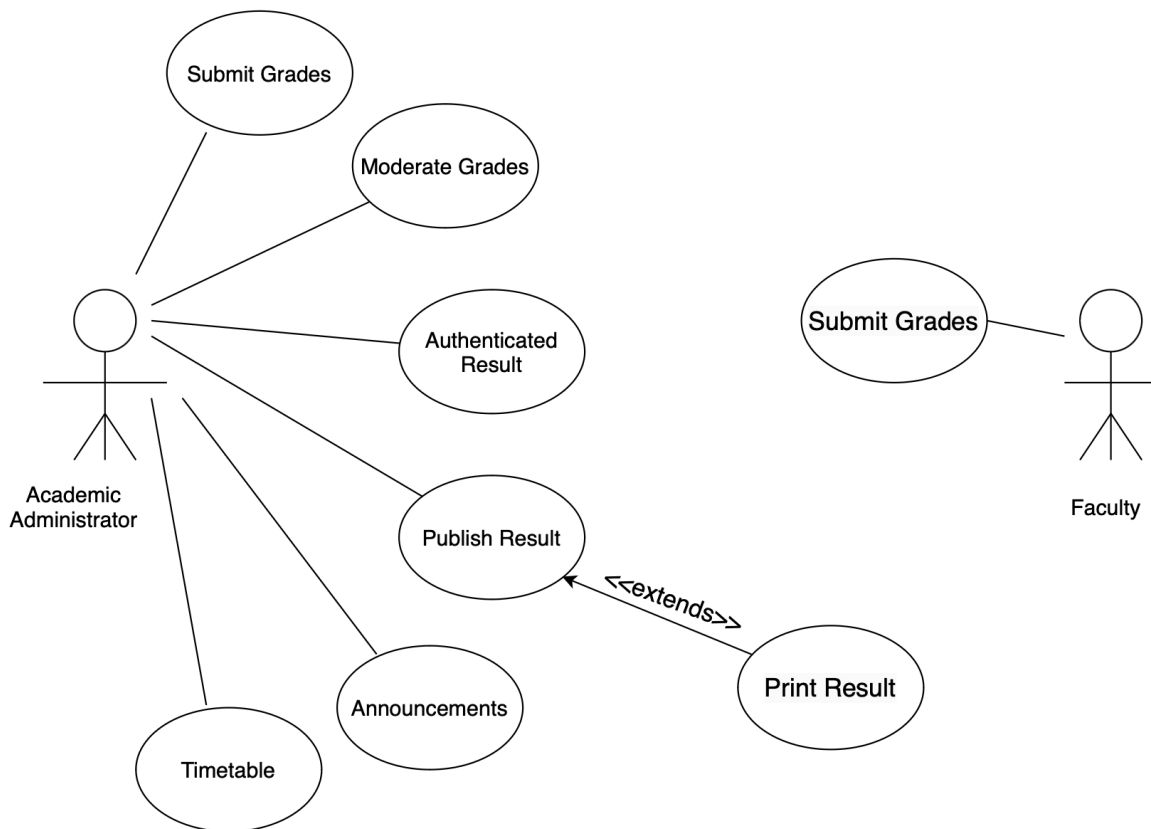 Submit Grades
Moderate Grades
Submit Grades
Authenticated
Result
Academic
Administrator
Faculty
Publish Result
<<extends>>
Print Result
Announcements
Timetable